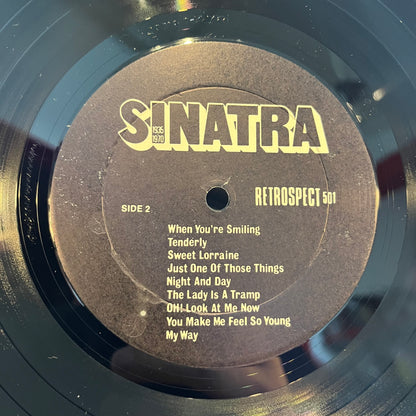 SINATRA
1935
1970
RETROSPECT 501
SIDE 2
When You're Smiling
Tenderly
Sweet Lorraine
Just One Of Those Things
Night And Day
The Lady Is A Tramp
OH! Look At Me Now
You Make Me Feel So Young
My Way